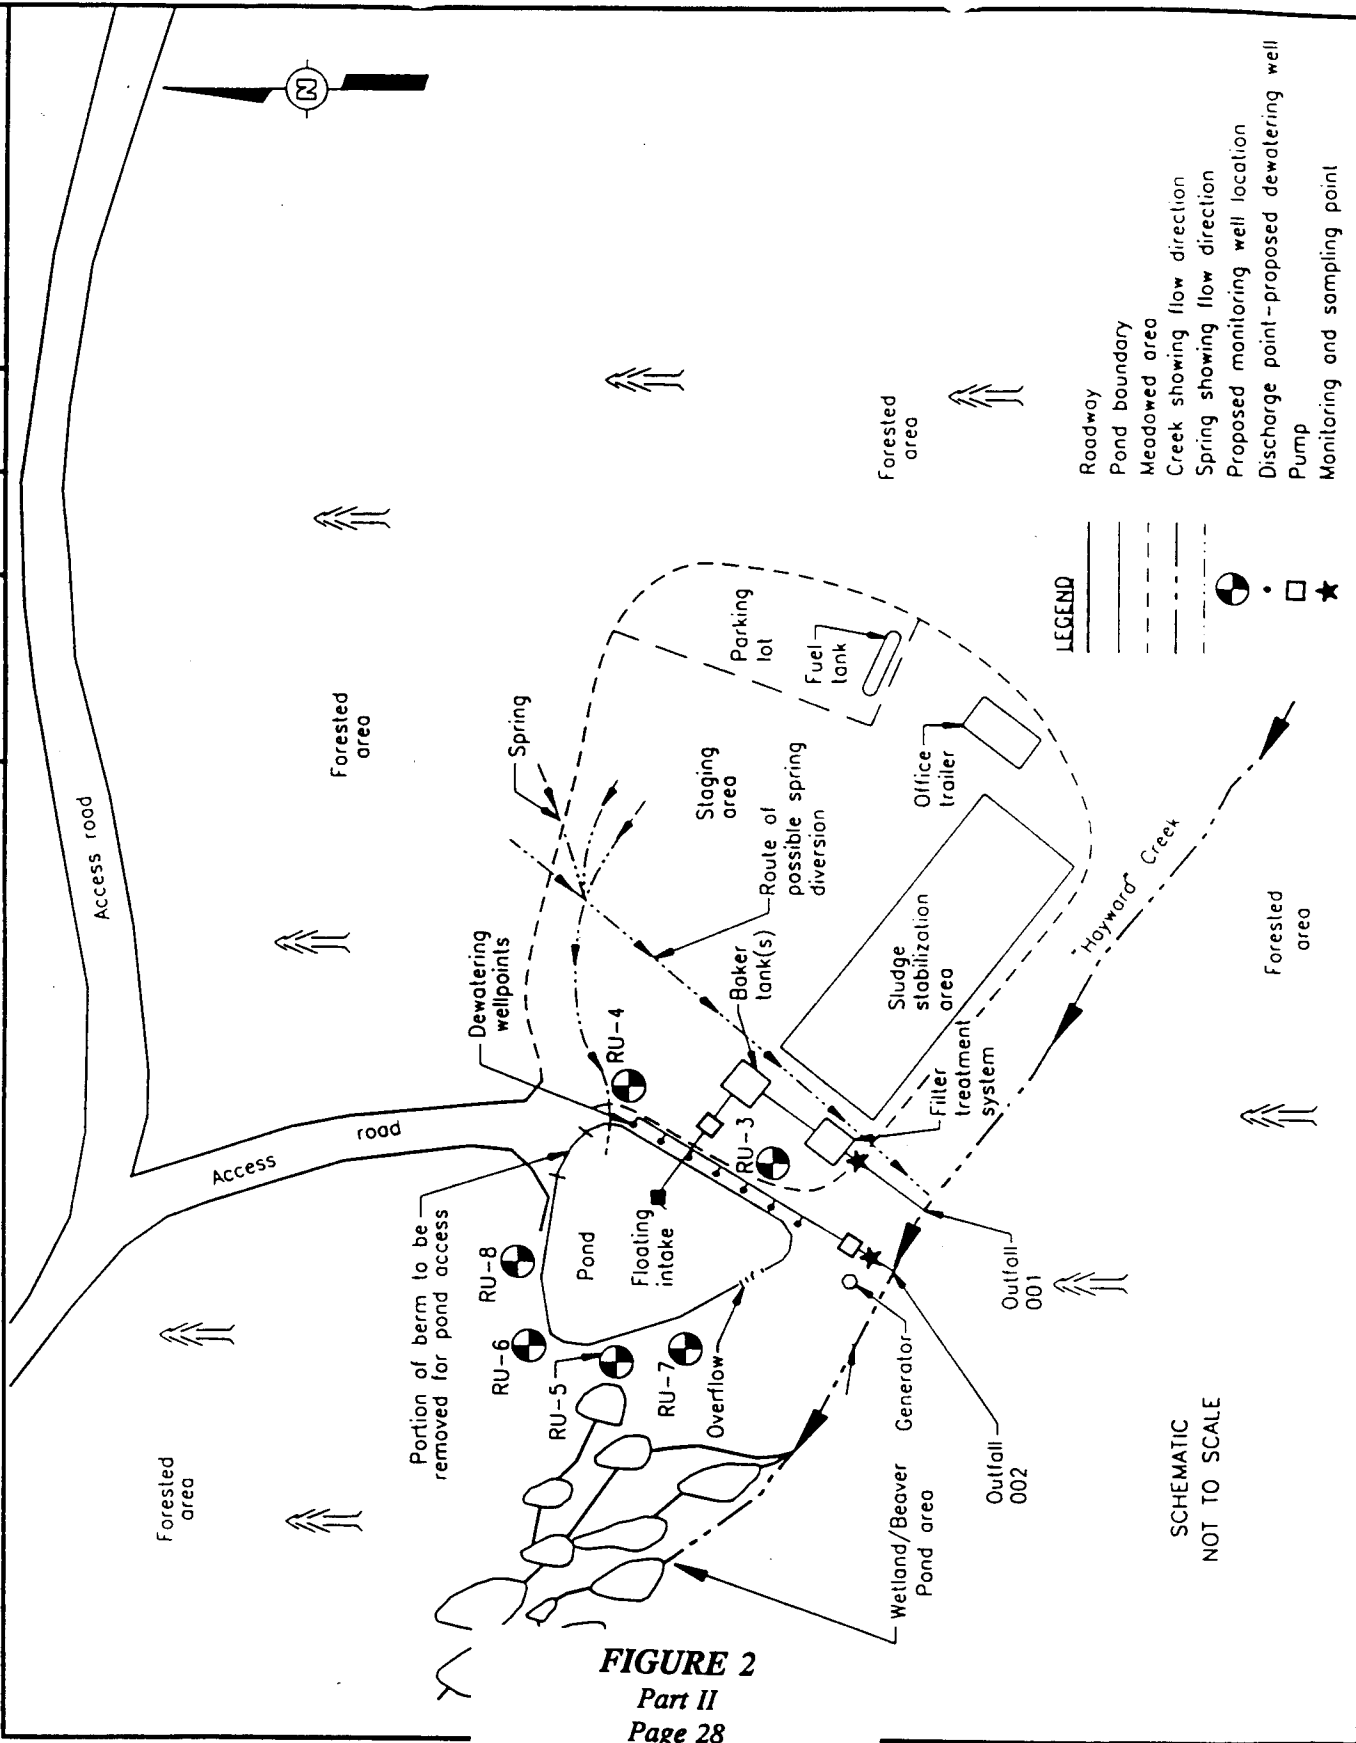 Forested
area
Forested
area
Forested
area
Forested
area
Access road
Access
road
Portion of berm to be
removed for pond access
Dewatering
wellpoints
Spring
RU-4
RU-3
RU-8
RU-6
RU-5
RU-7
Pond
Floating
intake
Overflow
Staging
area
Parking
lot
Fuel
tank
Route of
possible spring
diversion
Office
trailer
Baker
tank(s)
Sludge
stabilization
area
Filter
treatment
system
Hayward Creek
Outfall
001
Outfall
002
Generator
Wetland/Beaver
Pond area
N
LEGEND
Roadway
Pond boundary
Meadowed area
Creek showing flow direction
Spring showing flow direction
Proposed monitoring well location
Discharge point-proposed dewatering well
Pump
Monitoring and sampling point
SCHEMATIC
NOT TO SCALE
FIGURE 2
Part II
Page 28